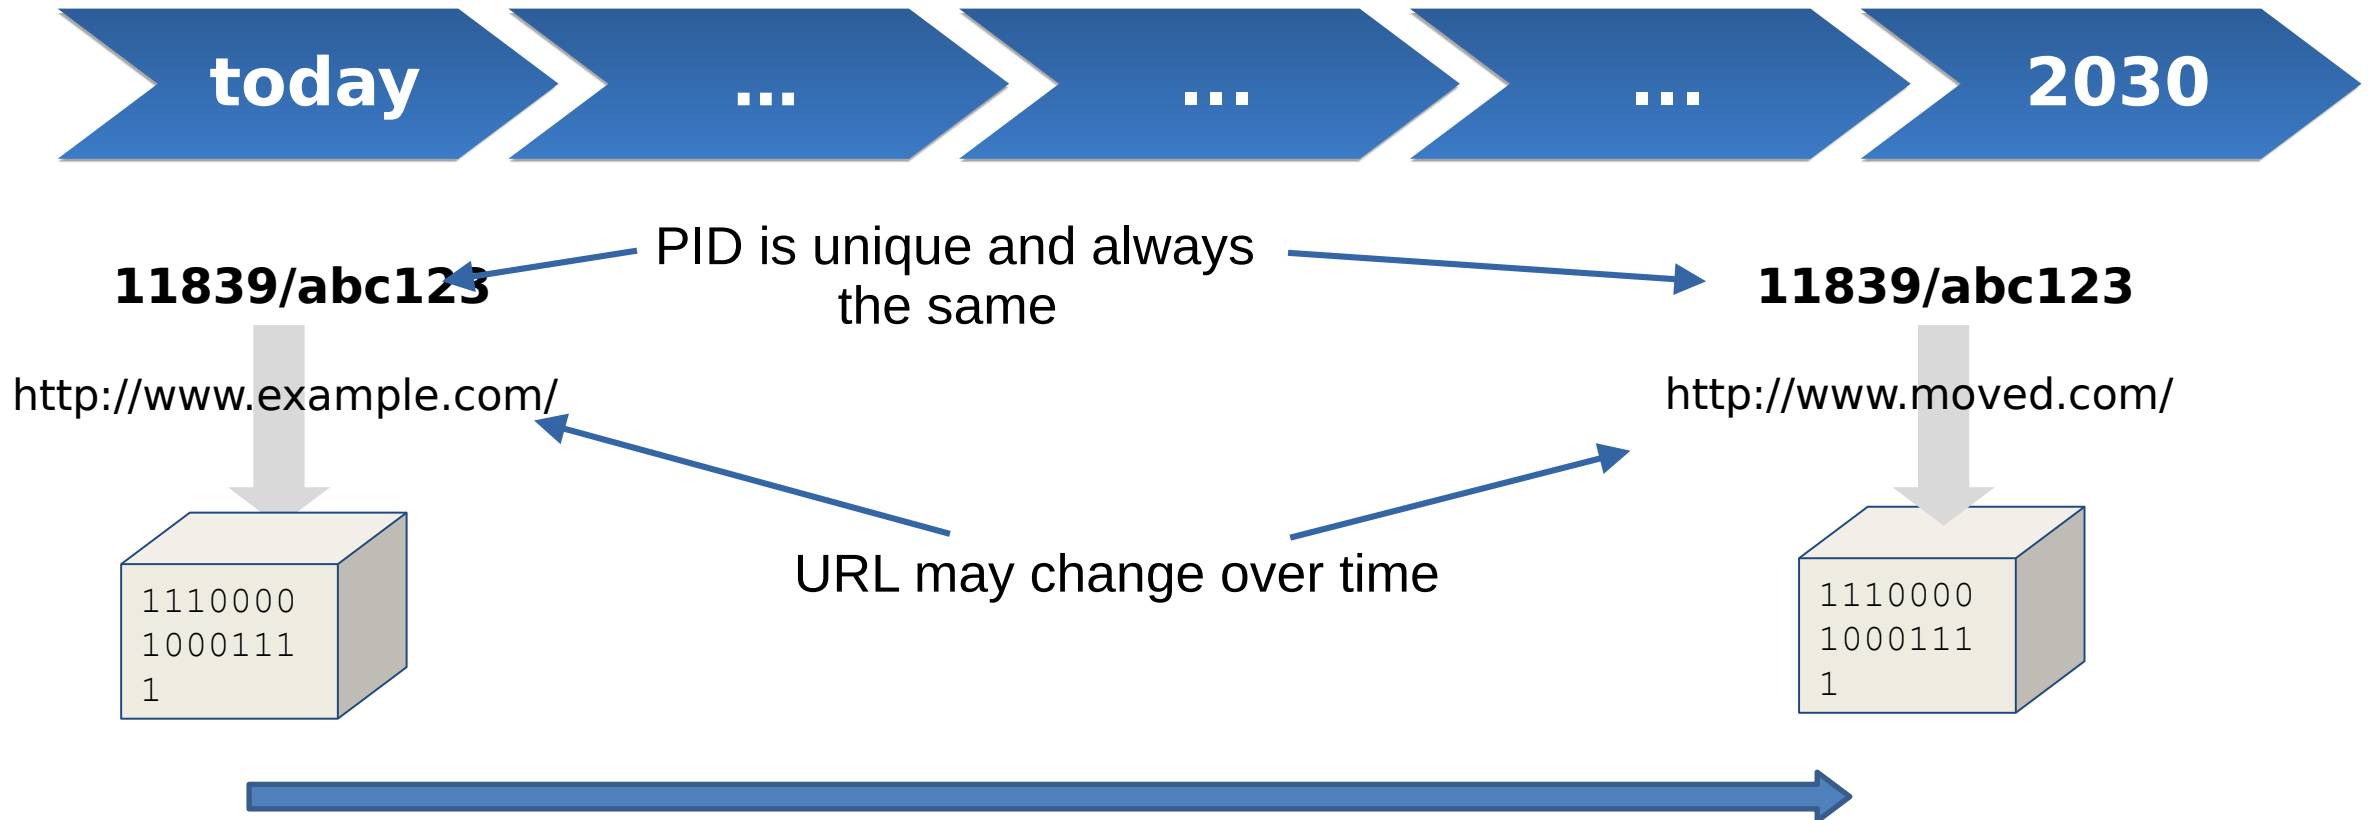 today
...
...
...
2030
PID is unique and always
the same
11839/abc123
11839/abc123
http://www.example.com/
http://www.moved.com/
URL may change over time
1110000
1000111
1
1110000
1000111
1